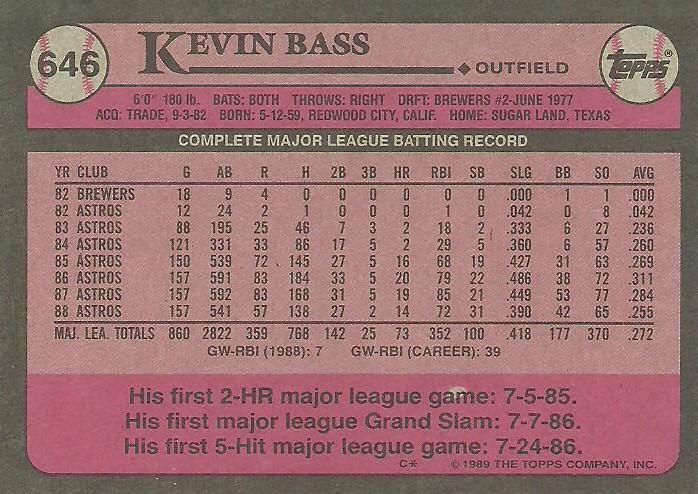 646
KEVIN BASS
OUTFIELD
TOPPS®
6'0" 180 lb. BATS: BOTH THROWS: RIGHT DRFT: BREWERS #2-JUNE 1977
ACQ: TRADE, 9-3-82 BORN: 5-12-59, REDWOOD CITY, CALIF. HOME: SUGAR LAND, TEXAS
COMPLETE MAJOR LEAGUE BATTING RECORD
YR CLUB G AB R H 2B 3B HR RBI SB SLG BB SO AVG
82 BREWERS 18 9 4 0 0 0 0 0 0 .000 1 1 .000
82 ASTROS 12 24 2 1 0 0 0 1 0 .042 0 8 .042
83 ASTROS 88 195 25 46 7 3 2 18 2 .333 6 27 .236
84 ASTROS 121 331 33 86 17 5 2 29 5 .360 6 57 .260
85 ASTROS 150 539 72 145 27 5 16 68 19 .427 31 63 .269
86 ASTROS 157 591 83 184 33 5 20 79 22 .486 38 72 .311
87 ASTROS 157 592 83 168 31 5 19 85 21 .449 53 77 .284
88 ASTROS 157 541 57 138 27 2 14 72 31 .390 42 65 .255
MAJ. LEA. TOTALS 860 2822 359 768 142 25 73 352 100 .418 177 370 .272
GW-RBI (1988): 7 GW-RBI (CAREER): 39
His first 2-HR major league game: 7-5-85.
His first major league Grand Slam: 7-7-86.
His first 5-Hit major league game: 7-24-86.
C* © 1989 THE TOPPS COMPANY, INC.